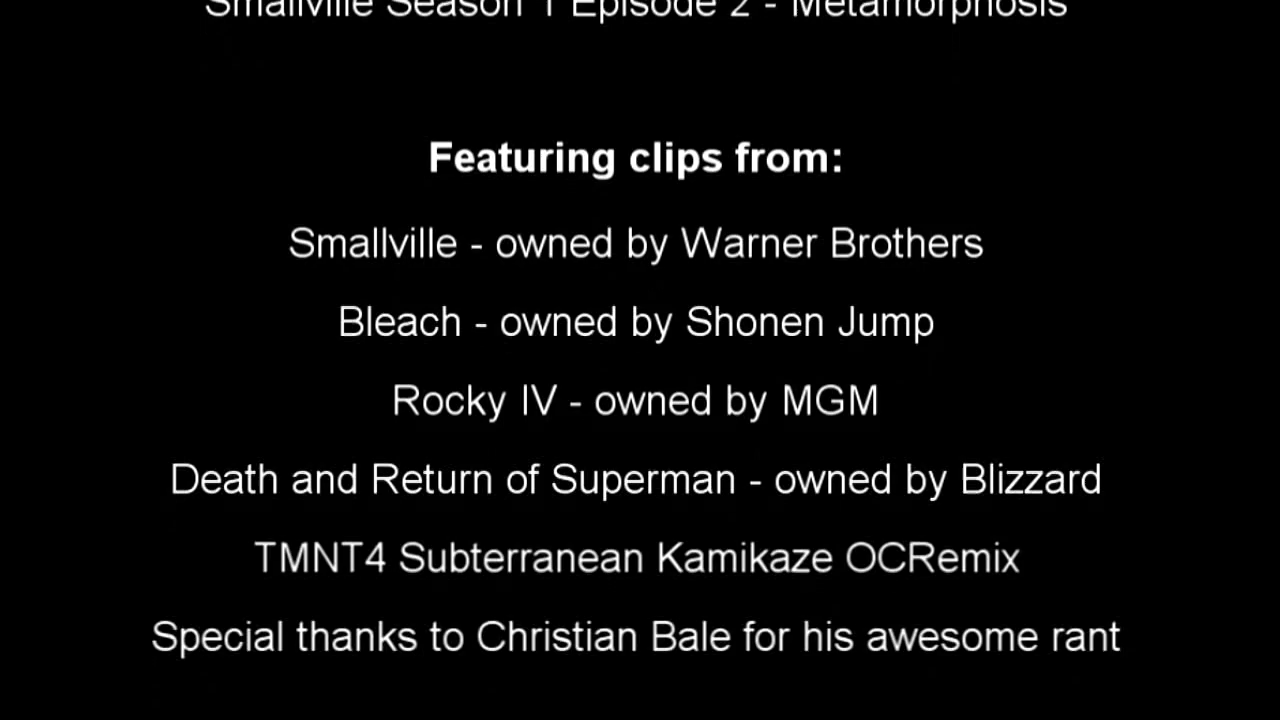 Smallville Season 1 Episode 2 - Metamorphosis
Featuring clips from:
Smallville - owned by Warner Brothers
Bleach - owned by Shonen Jump
Rocky IV - owned by MGM
Death and Return of Superman - owned by Blizzard
TMNT4 Subterranean Kamikaze OCRemix
Special thanks to Christian Bale for his awesome rant